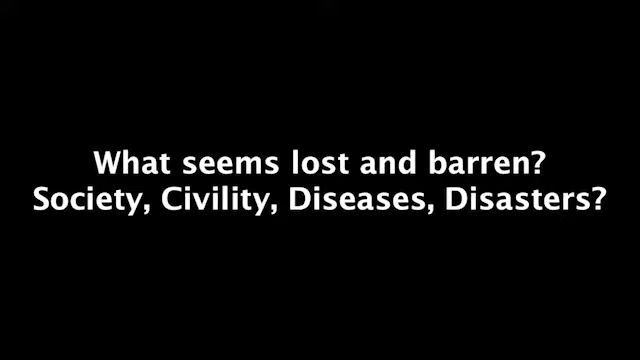 What seems lost and barren?
Society, Civility, Diseases, Disasters?